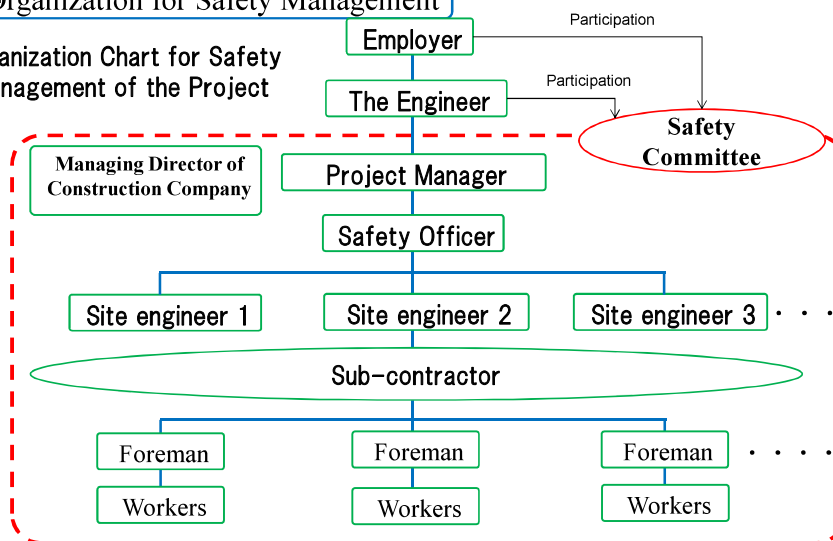 Organization for Safety Management
Participation
Employer
anization Chart for Safety
nagement of the Project
Participation
The Engineer
Safety
Committee
Managing Director of
Construction Company
Project Manager
Safety Officer
Site engineer 1
Site engineer 2
Site engineer 3 · · ·
Sub-contractor
Foreman
Foreman
Foreman · · · ·
Workers
Workers
Workers